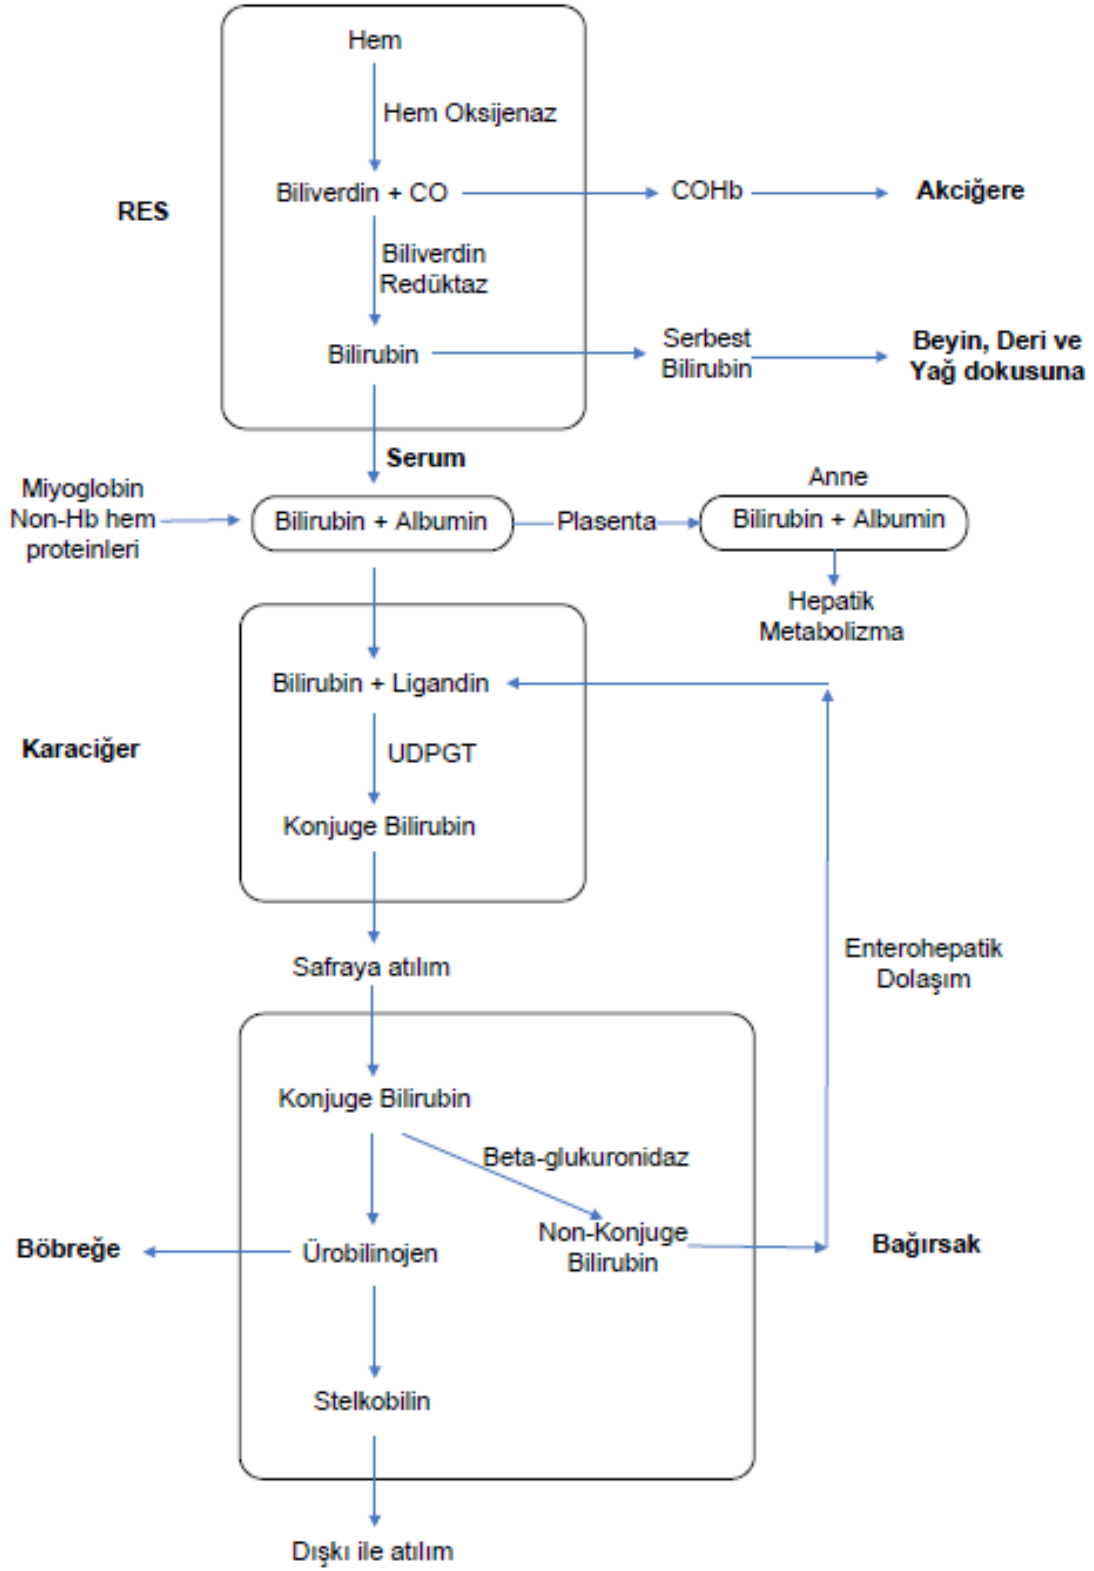 Hem
Hem Oksijenaz
Biliverdin + CO
COHb
Akciğere
RES
Biliverdin
Redüktaz
Bilirubin
Serbest
Bilirubin
Beyin, Deri ve
Yağ dokusuna
Serum
Miyoglobin
Non-Hb hem
proteinleri
Bilirubin + Albumin
Plasenta
Anne
Bilirubin + Albumin
Hepatik
Metabolizma
Bilirubin + Ligandin
Karaciğer
UDPGT
Konjuge Bilirubin
Safraya atılım
Enterohepatik
Dolaşım
Konjuge Bilirubin
Beta-glukuronidaz
Böbreğe
Ürobilinojen
Non-Konjuge
Bilirubin
Bağırsak
Stelkobilin
Dışkı ile atılım